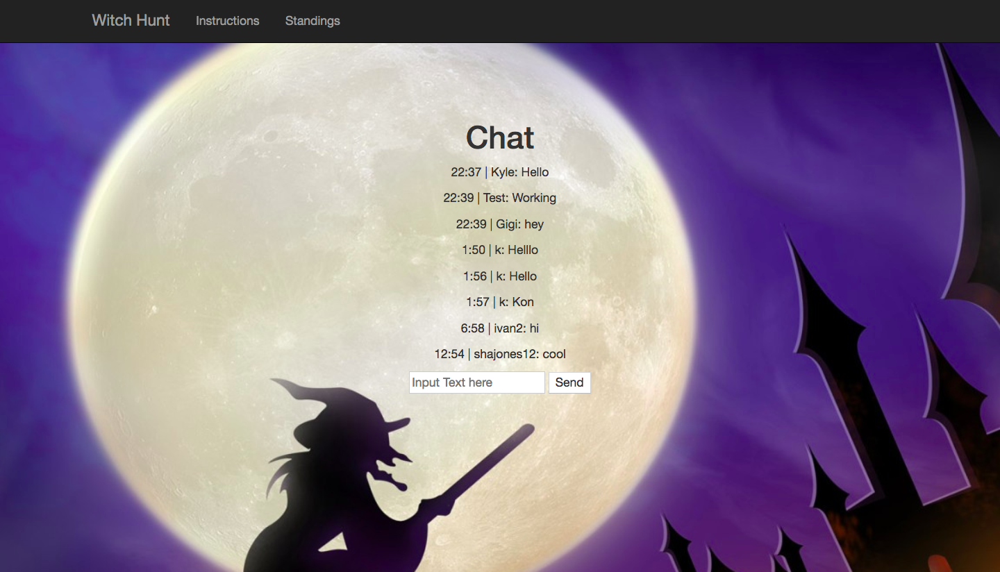 Witch Hunt Instructions Standings
Chat
22:37 | Kyle: Hello
22:39 | Test: Working
22:39 | Gigi: hey
1:50 | k: Helllo
1:56 | k: Hello
1:57 | k: Kon
6:58 | ivan2: hi
12:54 | shajones12: cool
Input Text here Send